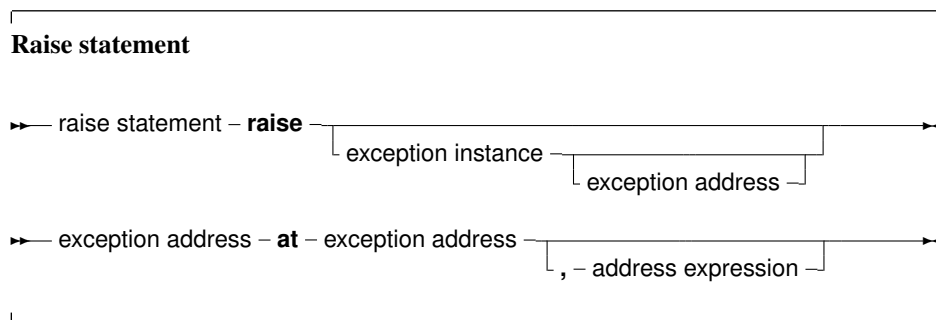 Raise statement
raise statement – raise
exception instance
exception address
exception address – at – exception address
, – address expression